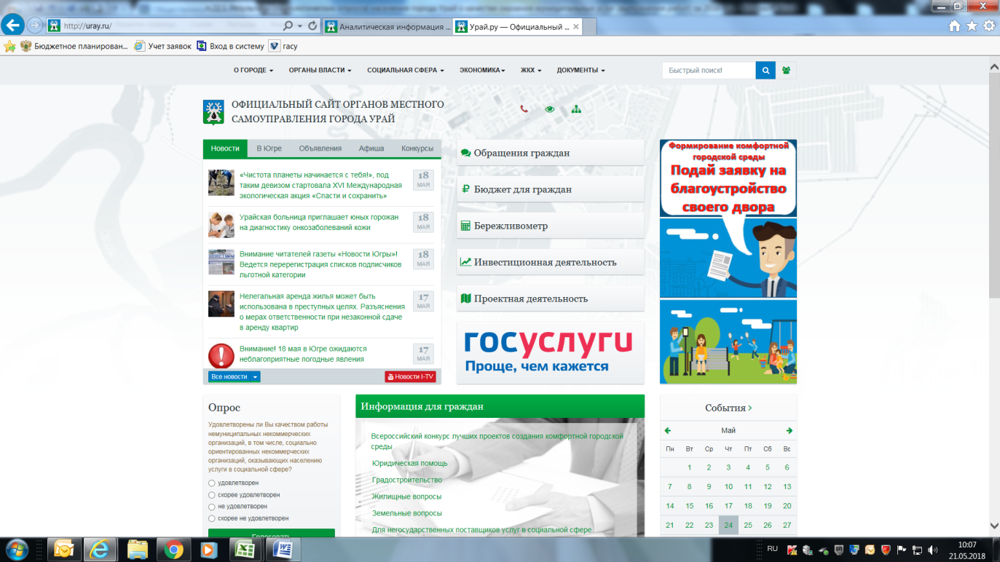 http://uray.ru/
Аналитическая информация ...
Урай.ру — Официальный ...
Бюджетное планирован...
Учет заявок
Вход в систему
гасу
О ГОРОДЕ
ОРГАНЫ ВЛАСТИ
СОЦИАЛЬНАЯ СФЕРА
ЭКОНОМИКА
ЖКХ
ДОКУМЕНТЫ
Быстрый поиск!
ОФИЦИАЛЬНЫЙ САЙТ ОРГАНОВ МЕСТНОГО
САМОУПРАВЛЕНИЯ ГОРОДА УРАЙ
Новости
В Югре
Объявления
Афиша
Конкурсы
«Чистота планеты начинается с тебя!», под
таким девизом стартовала XVI Международная
экологическая акция «Спасти и сохранить»
18
МАЯ
Урайская больница приглашает юных горожан
на диагностику онкозаболеваний кожи
18
МАЯ
Внимание читателей газеты «Новости Югры»!
Ведется перерегистрация списков подписчиков
льготной категории
18
МАЯ
Нелегальная аренда жилья может быть
использована в преступных целях. Разъяснения
о мерах ответственности при незаконной сдаче
в аренду квартир
17
МАЯ
Внимание! 18 мая в Югре ожидаются
неблагоприятные погодные явления
17
МАЯ
Все новости
Новости I-TV
Обращения граждан
Бюджет для граждан
Бережливометр
Инвестиционная деятельность
Проектная деятельность
госуслуги
Проще, чем кажется
Формирование комфортной
городской среды
Подай заявку на
благоустройство
своего двора
Опрос
Удовлетворены ли Вы качеством работы
немуниципальных некоммерческих
организаций, в том числе, социально
ориентированных некоммерческих
организаций, оказывающих населению
услуги в социальной сфере?
удовлетворен
скорее удовлетворен
не удовлетворен
скорее не удовлетворен
Голосовать
Информация для граждан
Всероссийский конкурс лучших проектов создания комфортной городской
среды
Юридическая помощь
Градостроительство
Жилищные вопросы
Земельные вопросы
Для негосударственных поставщиков услуг в социальной сфере
События
Май
Пн Вт Ср Чт Пт Сб Вс
1 2 3 4 5 6
7 8 9 10 11 12 13
14 15 16 17 18 19 20
21 22 23 24 25 26 27
RU
10:07
21.05.2018